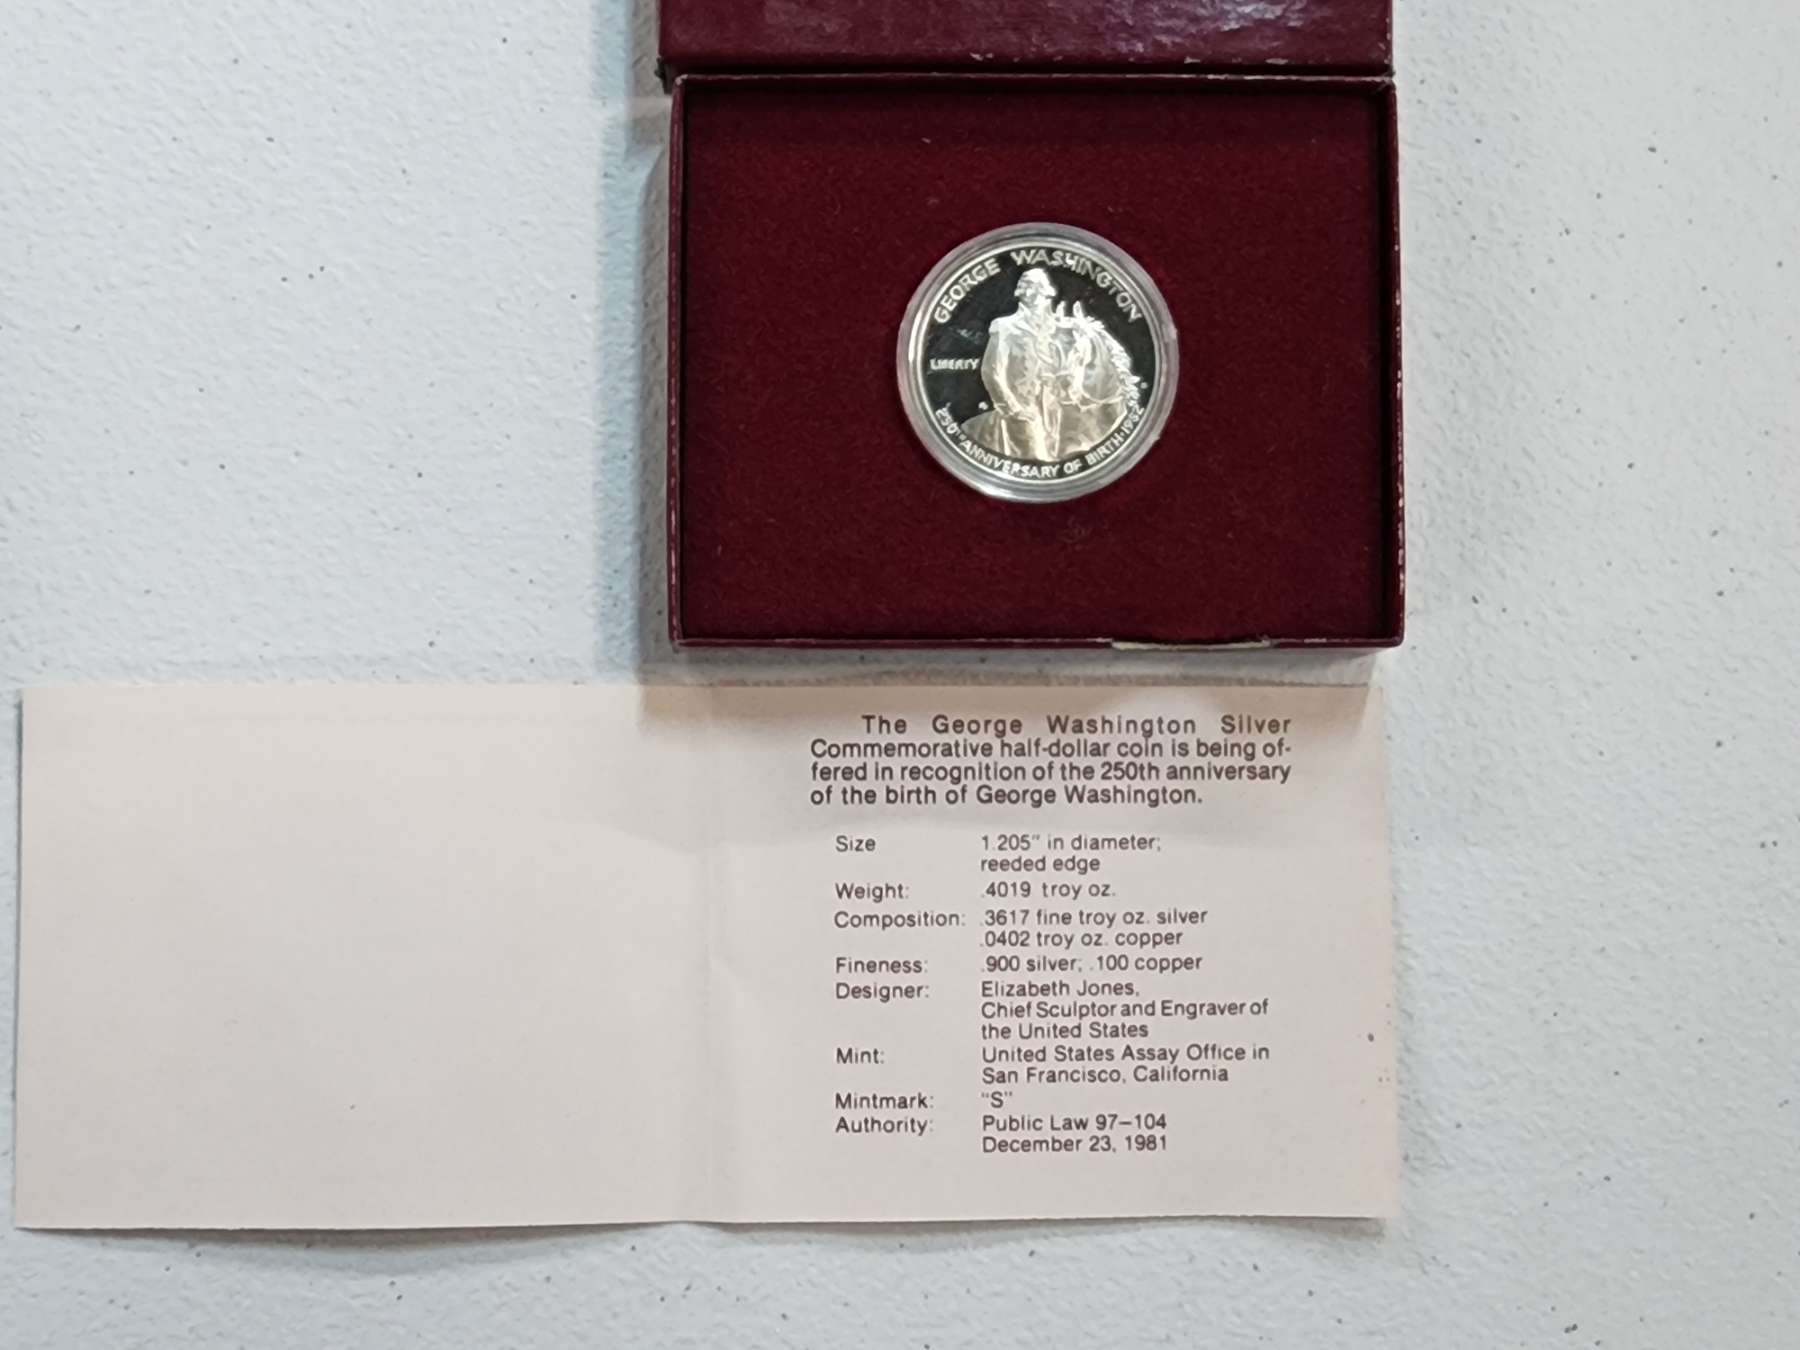 GEORGE WASHINGTON
LIBERTY
250TH ANNIVERSARY OF BIRTH·1982
The George Washington Silver
Commemorative half-dollar coin is being of-
fered in recognition of the 250th anniversary
of the birth of George Washington.
Size 1.205" in diameter;
reeded edge
Weight: .4019 troy oz.
Composition: .3617 fine troy oz. silver
.0402 troy oz. copper
Fineness: .900 silver; .100 copper
Designer: Elizabeth Jones,
Chief Sculptor and Engraver of
the United States
Mint: United States Assay Office in
San Francisco, California
Mintmark: "S"
Authority: Public Law 97–104
December 23, 1981